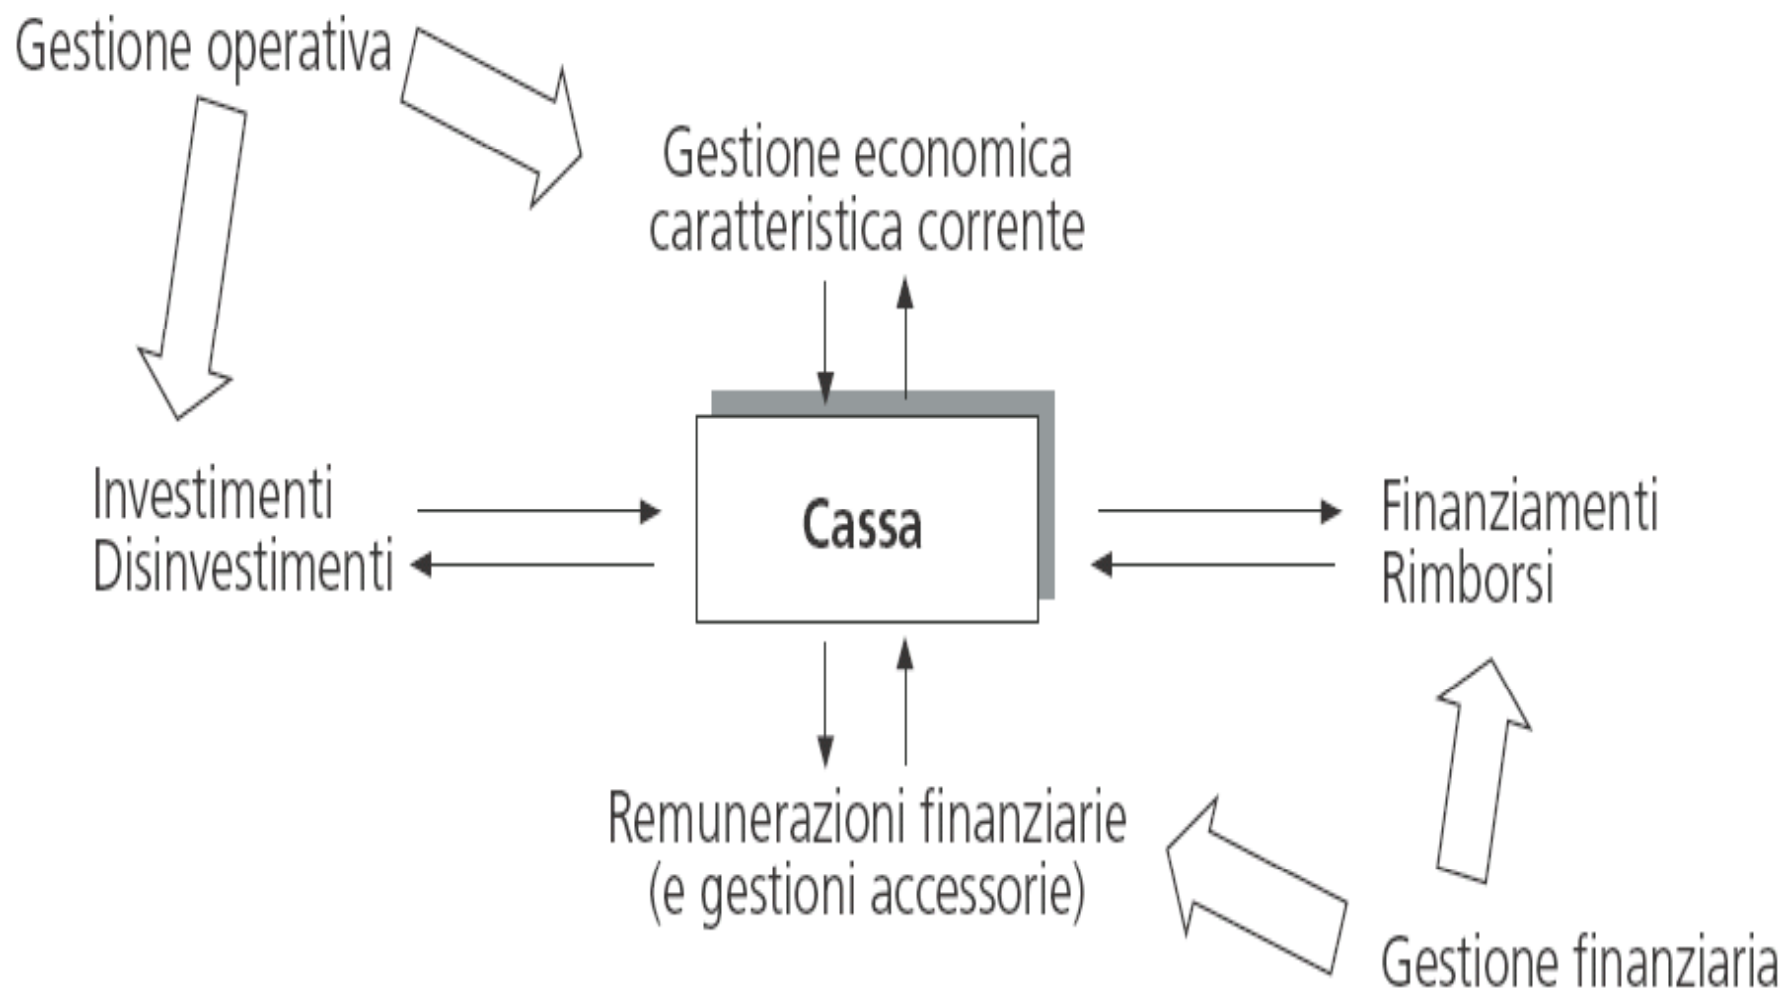 Gestione operativa
Gestione economica
caratteristica corrente
Investimenti
Disinvestimenti
Cassa
Finanziamenti
Rimborsi
Remunerazioni finanziarie
(e gestioni accessorie)
Gestione finanziaria